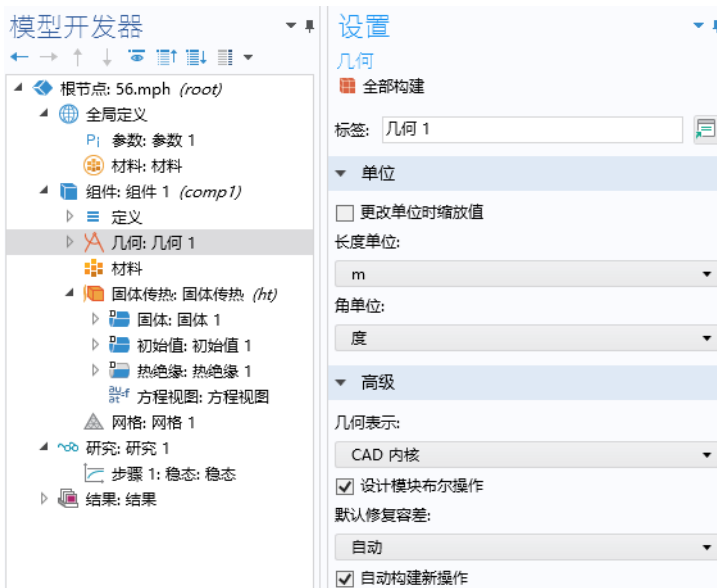 模型开发器
根节点: 56.mph (root)
全局定义
Pi 参数: 参数 1
材料: 材料
组件: 组件 1 (comp1)
定义
几何: 几何 1
材料
固体传热: 固体传热 (ht)
固体: 固体 1
初始值: 初始值 1
热绝缘: 热绝缘 1
方程视图: 方程视图
网格: 网格 1
研究: 研究 1
步骤 1: 稳态: 稳态
结果: 结果
设置
几何
全部构建
标签: 几何 1
单位
更改单位时缩放值
长度单位:
m
角单位:
度
高级
几何表示:
CAD 内核
设计模块布尔操作
默认修复容差:
自动
自动构建新操作